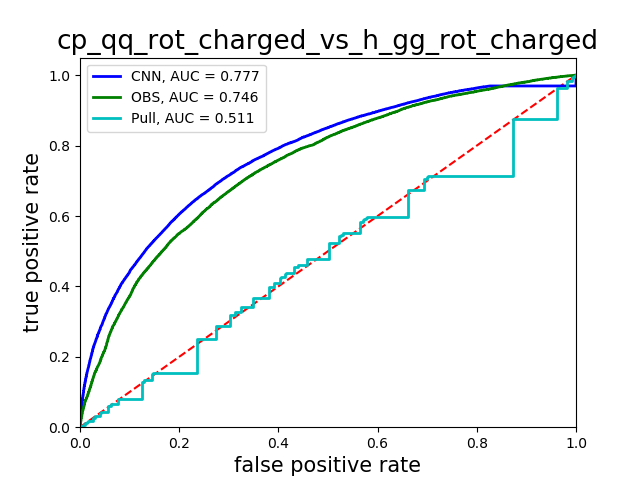 cp_qq_rot_charged_vs_h_gg_rot_charged
CNN, AUC = 0.777
OBS, AUC = 0.746
Pull, AUC = 0.511
true positive rate
1.0
0.8
0.6
0.4
0.2
0.0
0.0 0.2 0.4 0.6 0.8 1.0
false positive rate